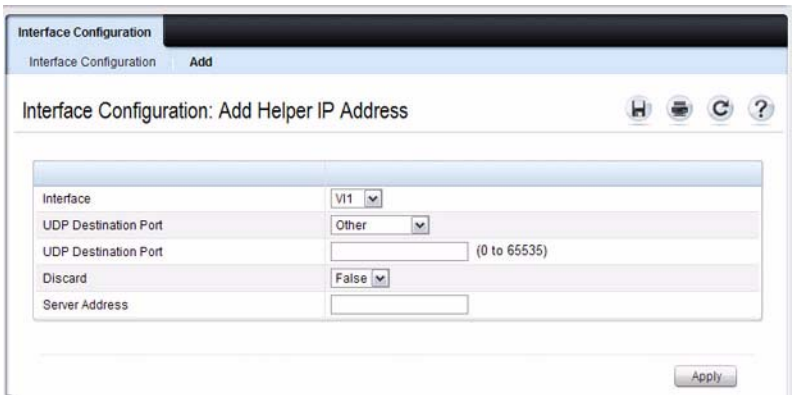 Interface Configuration
Interface Configuration Add
Interface Configuration: Add Helper IP Address
Interface VI1
UDP Destination Port Other
UDP Destination Port (0 to 65535)
Discard False
Server Address
Apply